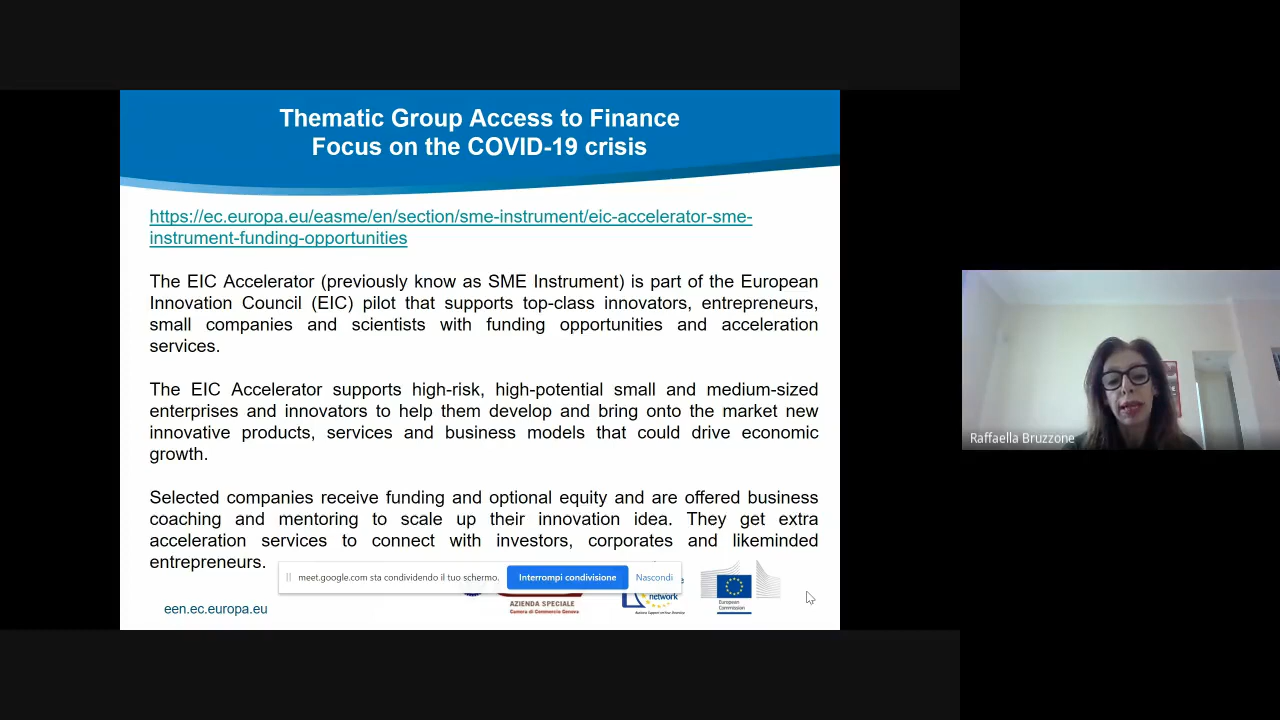 Thematic Group Access to Finance
Focus on the COVID-19 crisis
https://ec.europa.eu/easme/en/section/sme-instrument/eic-accelerator-sme-
instrument-funding-opportunities
The EIC Accelerator (previously know as SME Instrument) is part of the European
Innovation Council (EIC) pilot that supports top-class innovators, entrepreneurs,
small companies and scientists with funding opportunities and acceleration
services.
The EIC Accelerator supports high-risk, high-potential small and medium-sized
enterprises and innovators to help them develop and bring onto the market new
innovative products, services and business models that could drive economic
growth.
Selected companies receive funding and optional equity and are offered business
coaching and mentoring to scale up their innovation idea. They get extra
acceleration services to connect with investors, corporates and likeminded
entrepreneurs.
meet.google.com sta condividendo il tuo schermo.
Interrompi condivisione
Nascondi
een.ec.europa.eu
AZIENDA SPECIALE
Camera di Commercio Genova
network
European
Commission
Raffaella Bruzzone